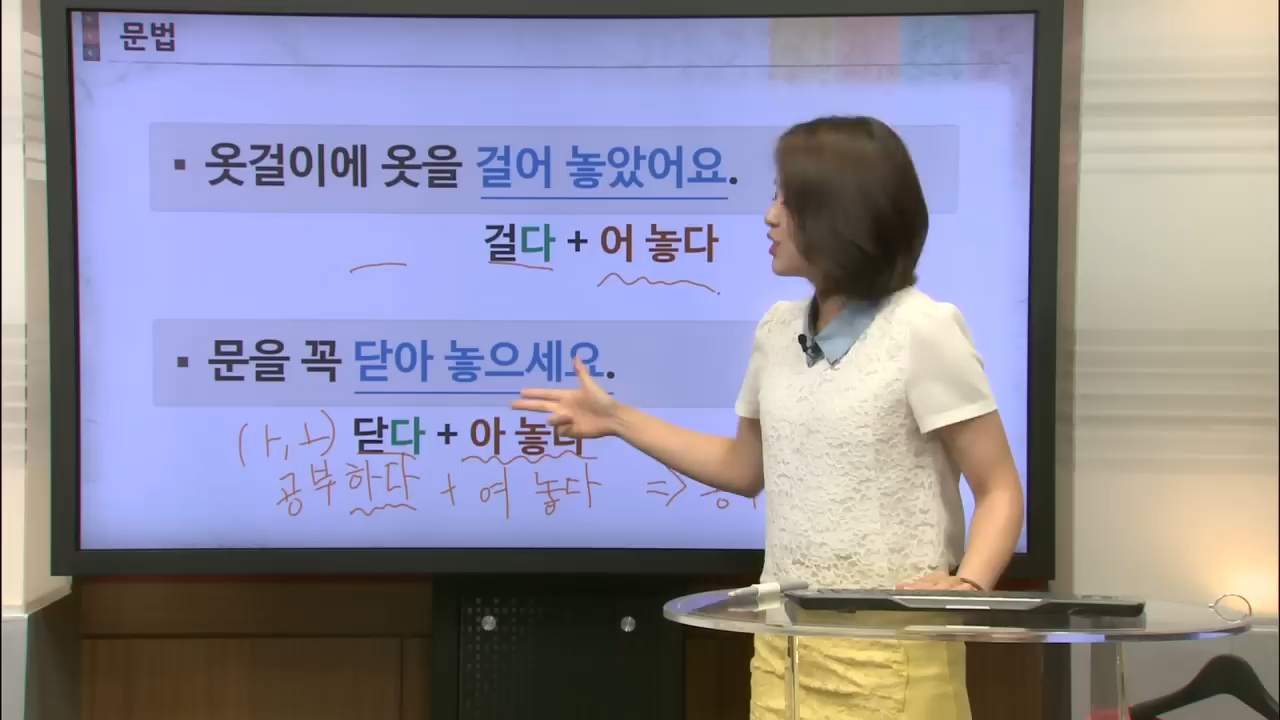 문법
▪ 옷걸이에 옷을 걸어 놓았어요.
걸다 + 어 놓다
▪ 문을 꼭 닫아 놓으세요.
(ㅏ,ㅗ) 닫다 + 아 놓다
공부하다 + 여 놓다 =>